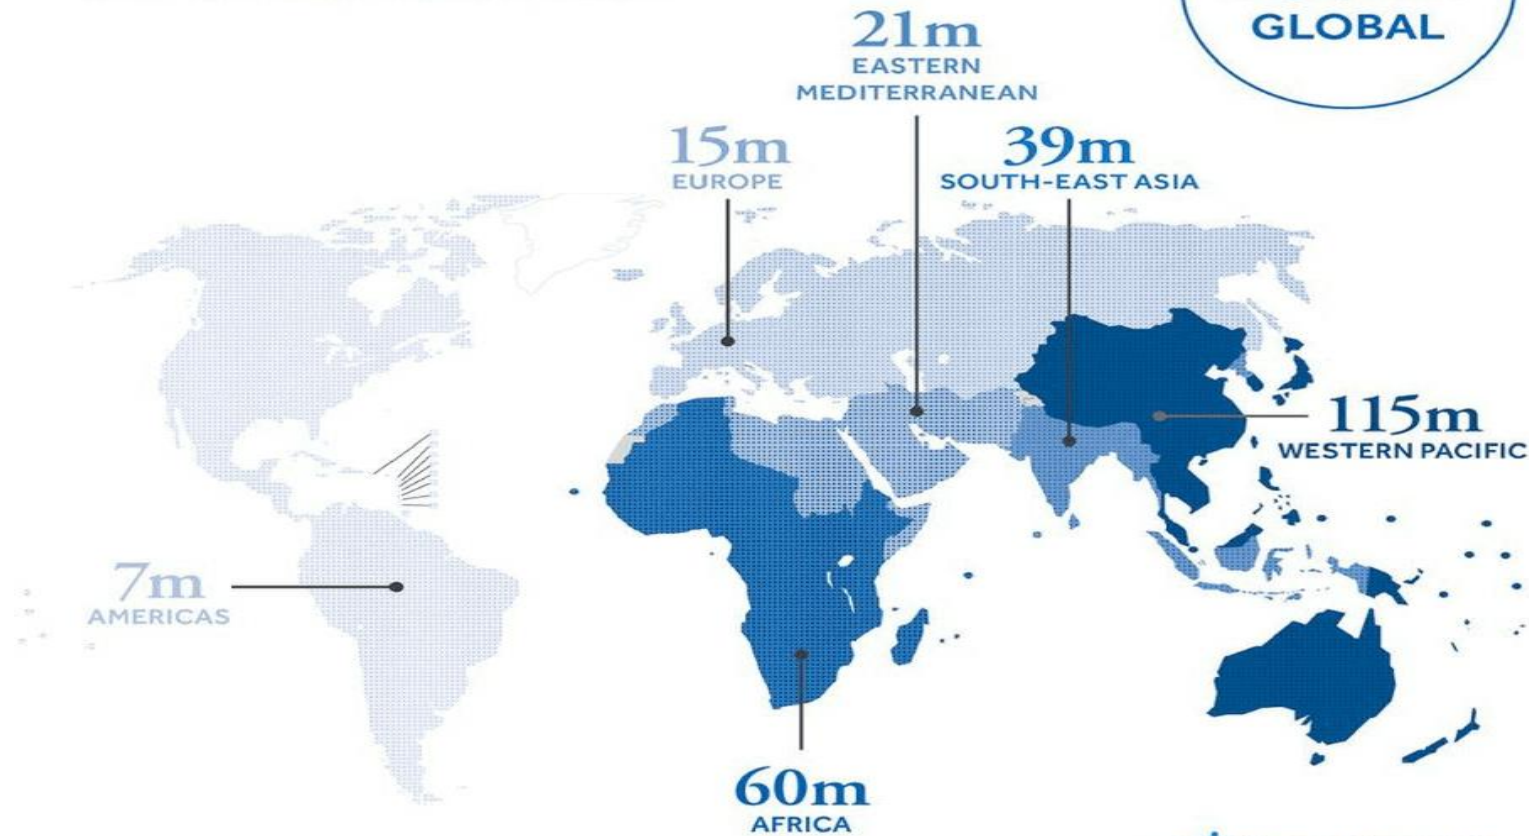 GLOBAL
21m
EASTERN
MEDITERRANEAN
15m
EUROPE
39m
SOUTH-EAST ASIA
115m
WESTERN PACIFIC
7m
AMERICAS
60m
AFRICA